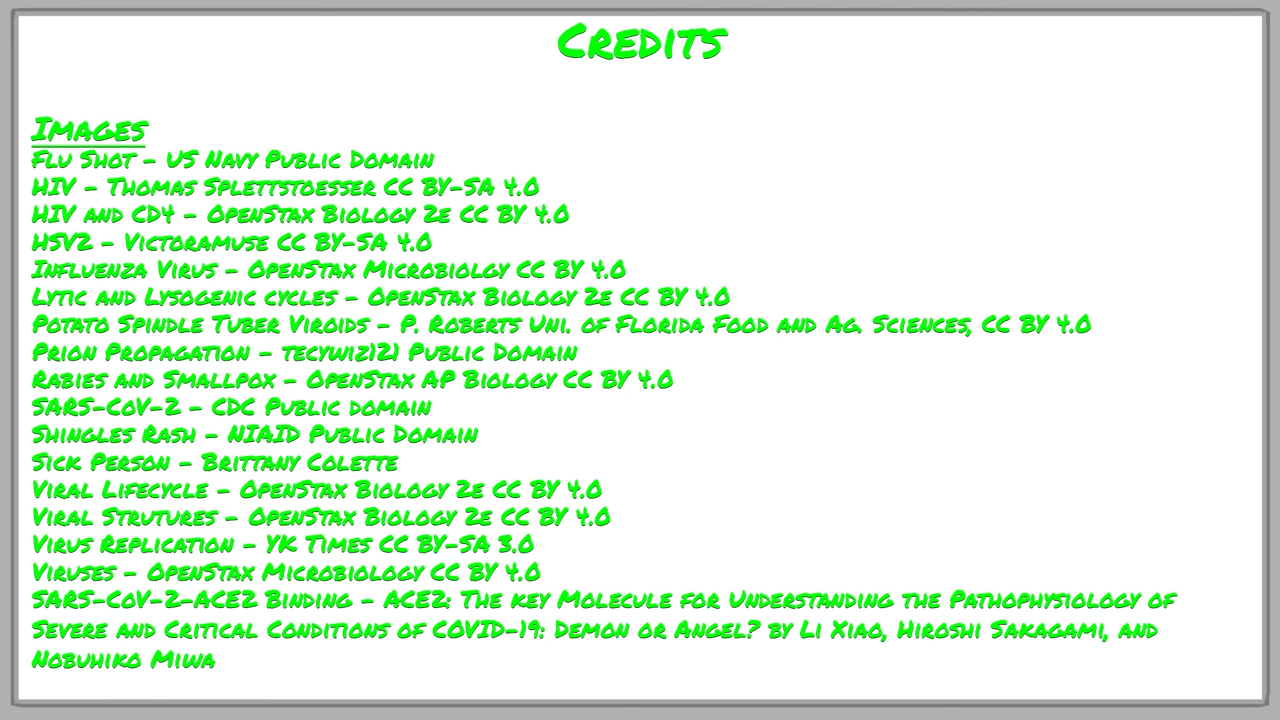 Credits
Images
Flu Shot - US Navy Public Domain
HIV - Thomas Splettstoesser CC BY-SA 4.0
HIV and CD4 - OpenStax Biology 2e CC BY 4.0
HSV2 - Victoramuse CC BY-SA 4.0
Influenza Virus - OpenStax Microbiolgy CC BY 4.0
Lytic and Lysogenic cycles - OpenStax Biology 2e CC BY 4.0
Potato Spindle Tuber Viroids - P. Roberts Uni. of Florida Food and Ag. Sciences, CC BY 4.0
Prion Propagation - tecywiz121 Public Domain
Rabies and Smallpox - OpenStax AP Biology CC BY 4.0
SARS-CoV-2 - CDC Public domain
Shingles Rash - NIAID Public Domain
Sick Person - Brittany Colette
Viral Lifecycle - OpenStax Biology 2e CC BY 4.0
Viral Strutures - OpenStax Biology 2e CC BY 4.0
Virus Replication - YK Times CC BY-SA 3.0
Viruses - OpenStax Microbiology CC BY 4.0
SARS-CoV-2-ACE2 Binding - ACE2: The key Molecule for Understanding the Pathophysiology of
Severe and Critical Conditions of COVID-19: Demon or Angel? by Li Xiao, Hiroshi Sakagami, and
Nobuhiko Miwa